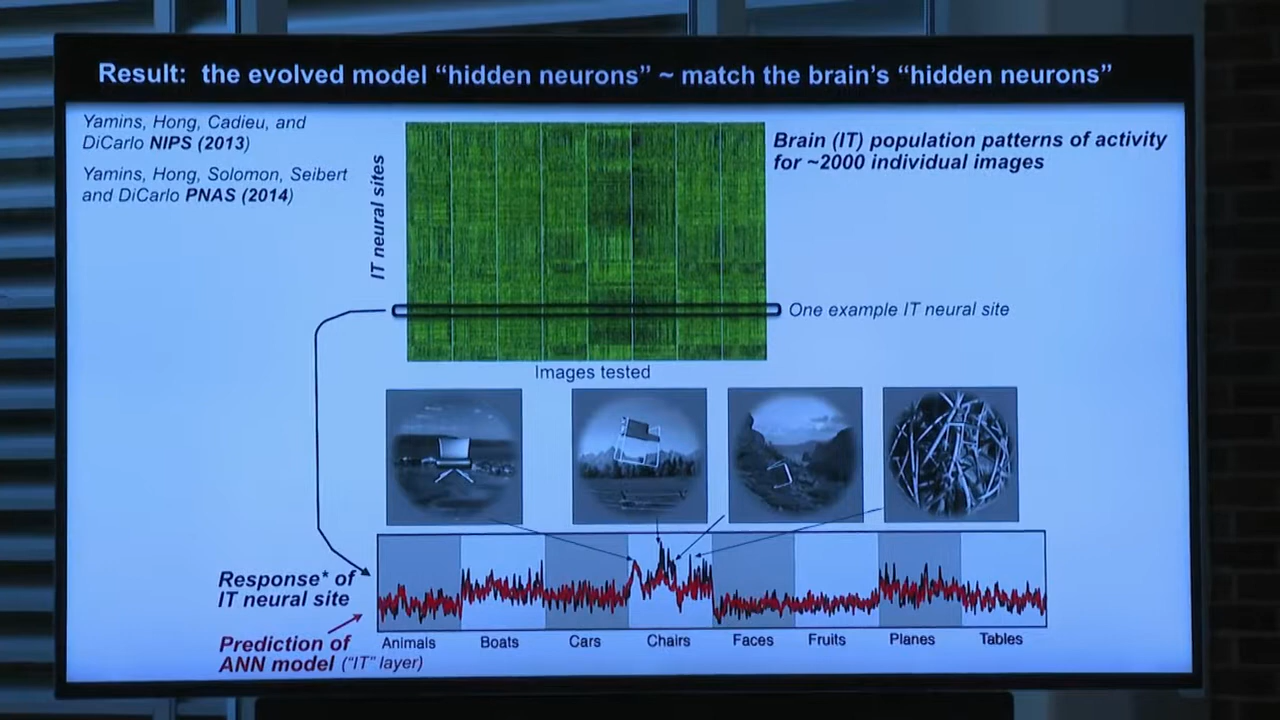 Result: the evolved model “hidden neurons” ~ match the brain’s “hidden neurons”
Yamins, Hong, Cadieu, and
DiCarlo NIPS (2013)
Yamins, Hong, Solomon, Seibert
and DiCarlo PNAS (2014)
IT neural sites
Brain (IT) population patterns of activity
for ~2000 individual images
One example IT neural site
Images tested
Response* of
IT neural site
Prediction of
ANN model (“IT” layer)
Animals Boats Cars Chairs Faces Fruits Planes Tables